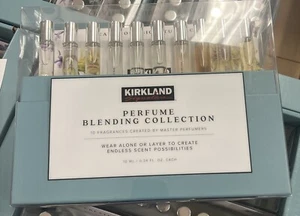 KIRKLAND
PERFUME
BLENDING COLLECTION
10 FRAGRANCES CREATED BY MASTER PERFUMERS
WEAR ALONE OR LAYER TO CREATE
ENDLESS SCENT POSSIBILITIES